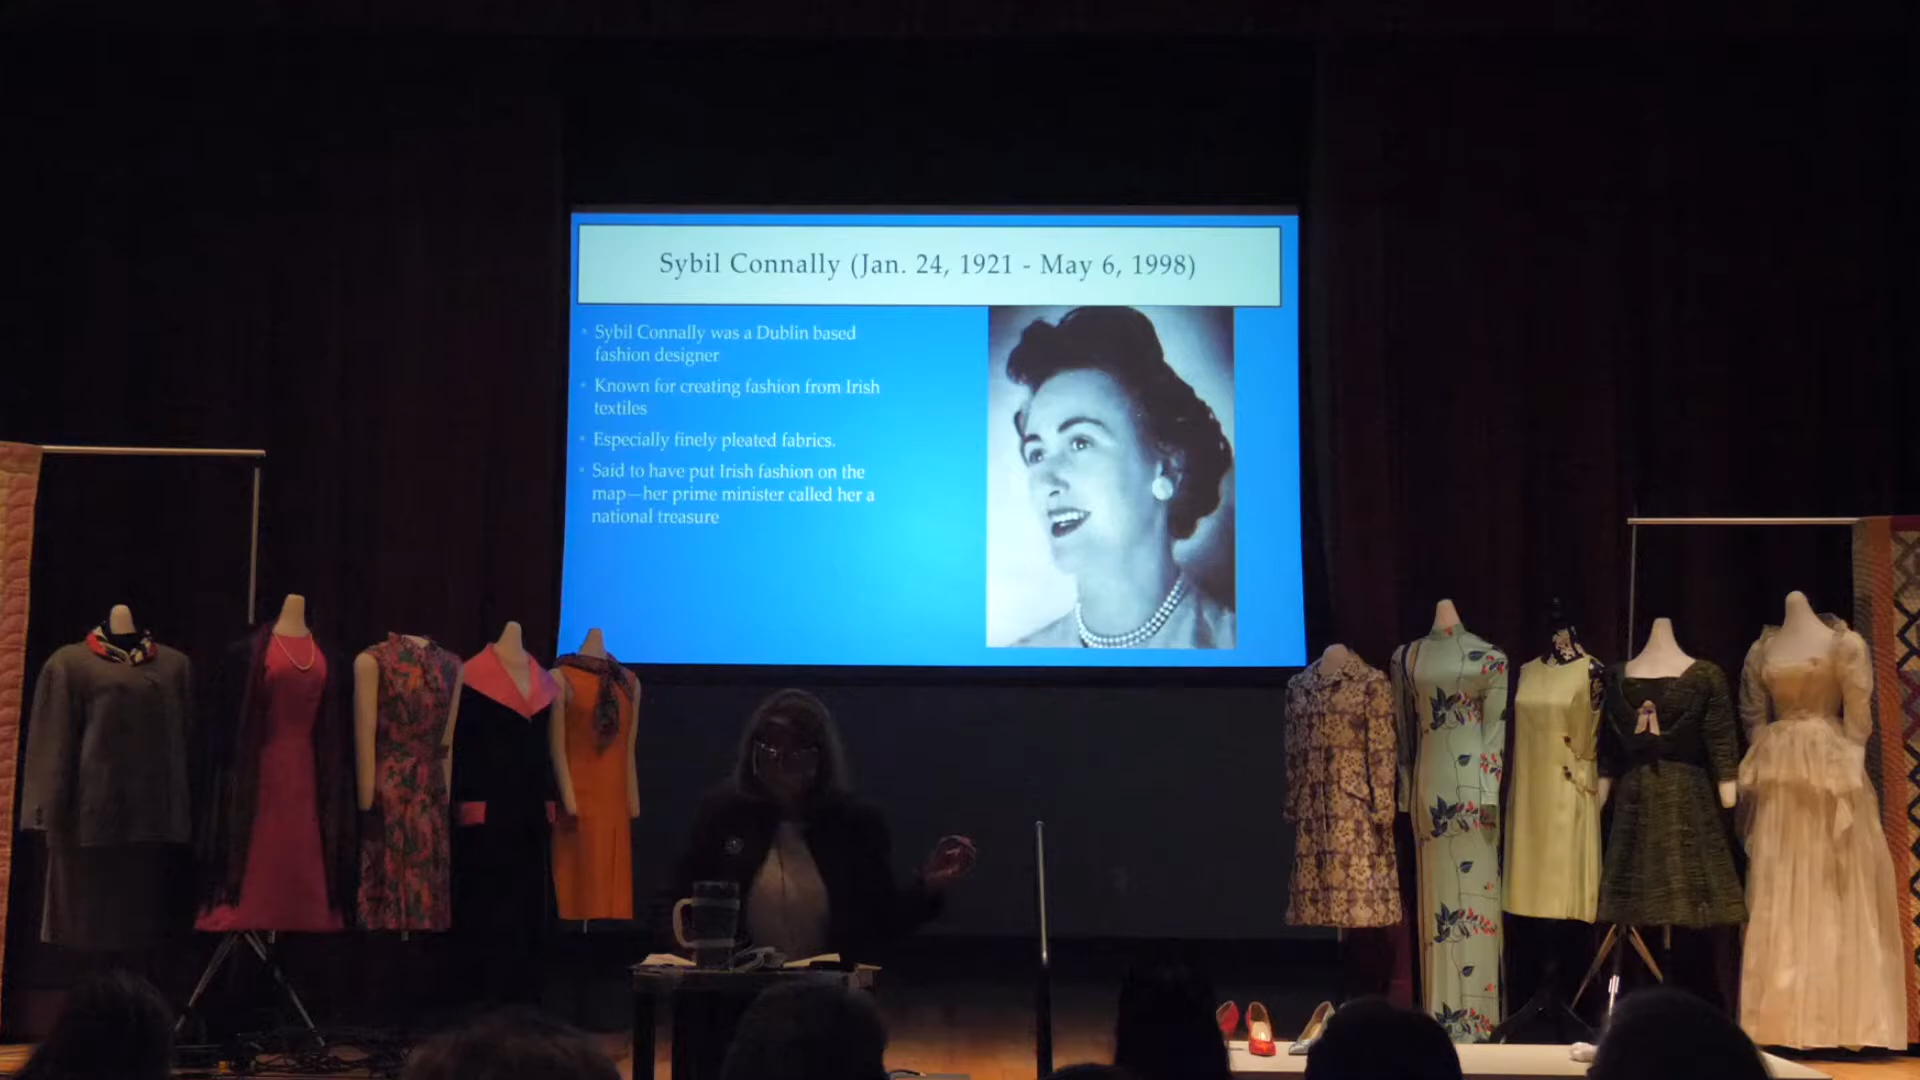 Sybil Connally (Jan. 24, 1921 - May 6, 1998)
Sybil Connally was a Dublin based
fashion designer
Known for creating fashion from Irish
textiles
Especially finely pleated fabrics.
Said to have put Irish fashion on the
map—her prime minister called her a
national treasure